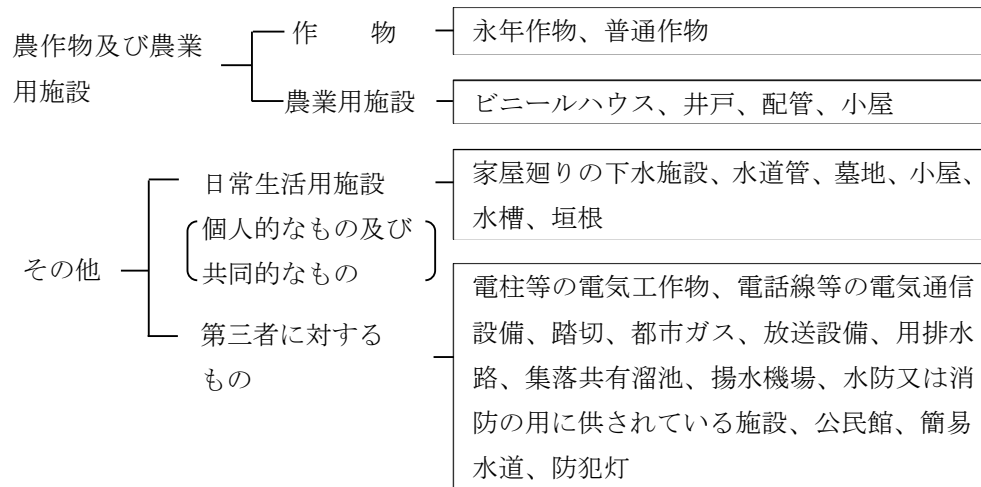 農作物及び農業
用施設
作　　物
永年作物、普通作物
農業用施設
ビニールハウス、井戸、配管、小屋
その他
日常生活用施設
個人的なもの及び
共同的なもの
家屋廻りの下水施設、水道管、墓地、小屋、
水槽、垣根
第三者に対する
もの
電柱等の電気工作物、電話線等の電気通信
設備、踏切、都市ガス、放送設備、用排水
路、集落共有溜池、揚水機場、水防又は消
防の用に供されている施設、公民館、簡易
水道、防犯灯